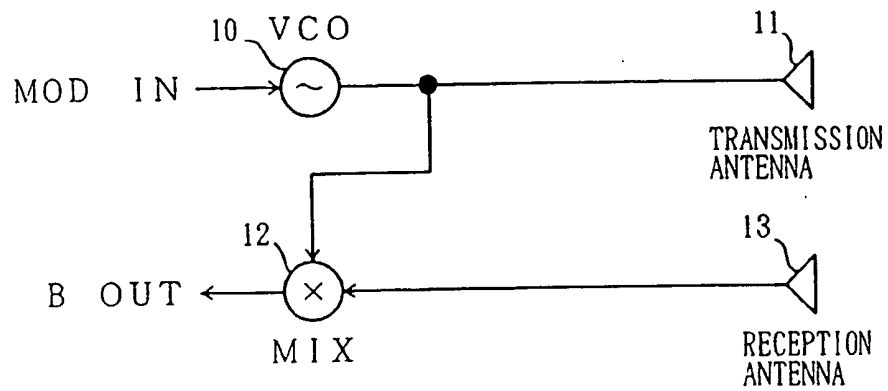 VCO
10
11
MOD IN
TRANSMISSION
ANTENNA
12
13
B OUT
MIX
RECEPTION
ANTENNA